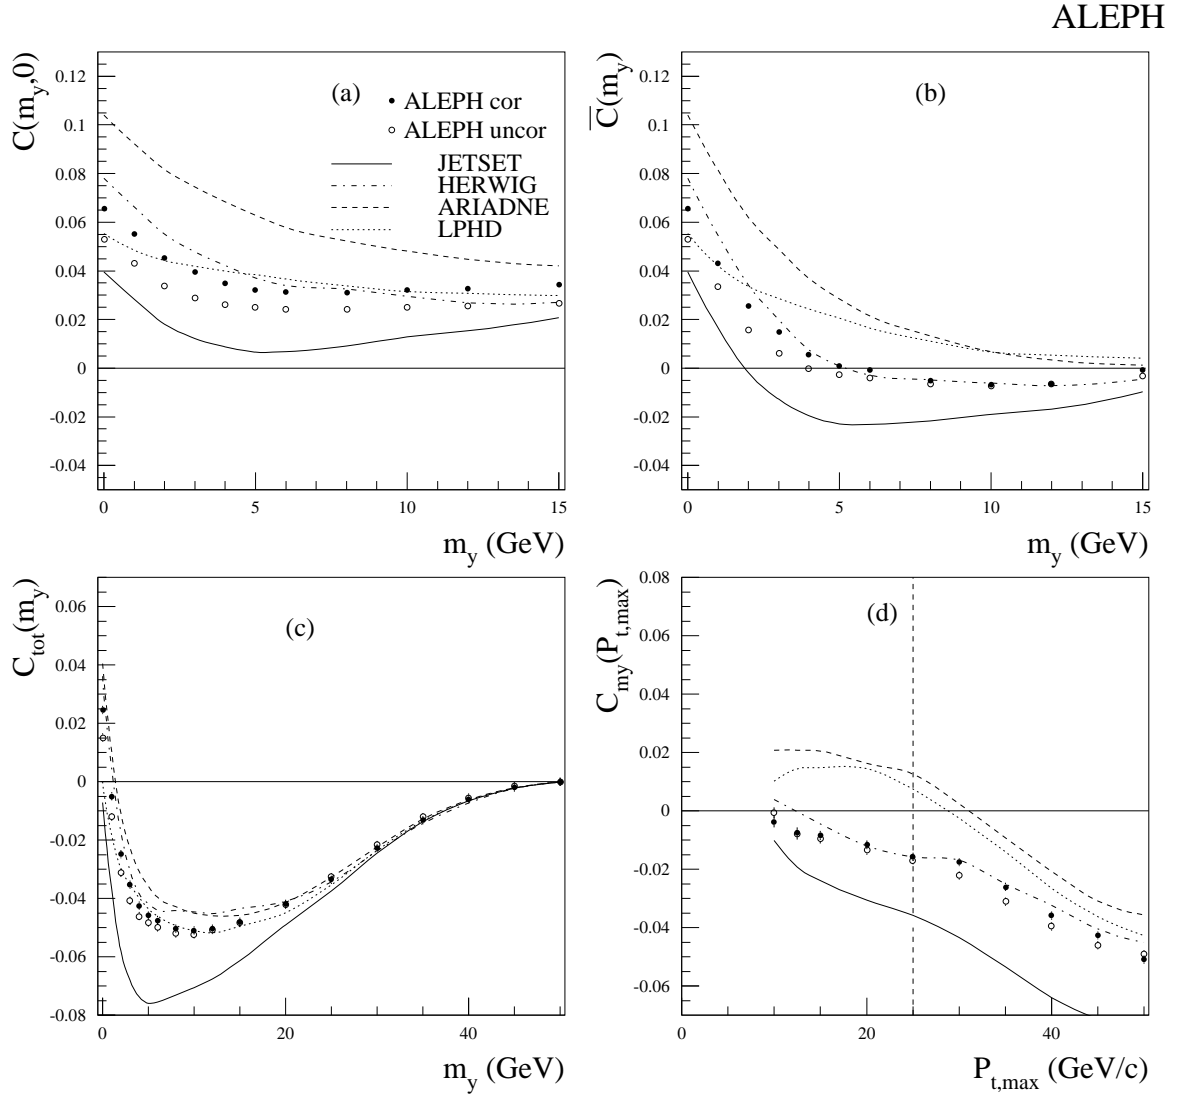 ALEPH
C(m_y,0)
0.12
0.1
0.08
0.06
0.04
0.02
0
-0.02
-0.04
(a)
ALEPH cor
ALEPH uncor
JETSET
HERWIG
ARIADNE
LPHD
0 5 10 15
m_y (GeV)
C̅(m_y)
0.12
0.1
0.08
0.06
0.04
0.02
0
-0.02
-0.04
(b)
0 5 10 15
m_y (GeV)
C_tot(m_y)
0.06
0.04
0.02
0
-0.02
-0.04
-0.06
-0.08
(c)
0 20 40
m_y (GeV)
C_my(P_t,max)
0.08
0.06
0.04
0.02
0
-0.02
-0.04
-0.06
(d)
0 20 40
P_t,max (GeV/c)